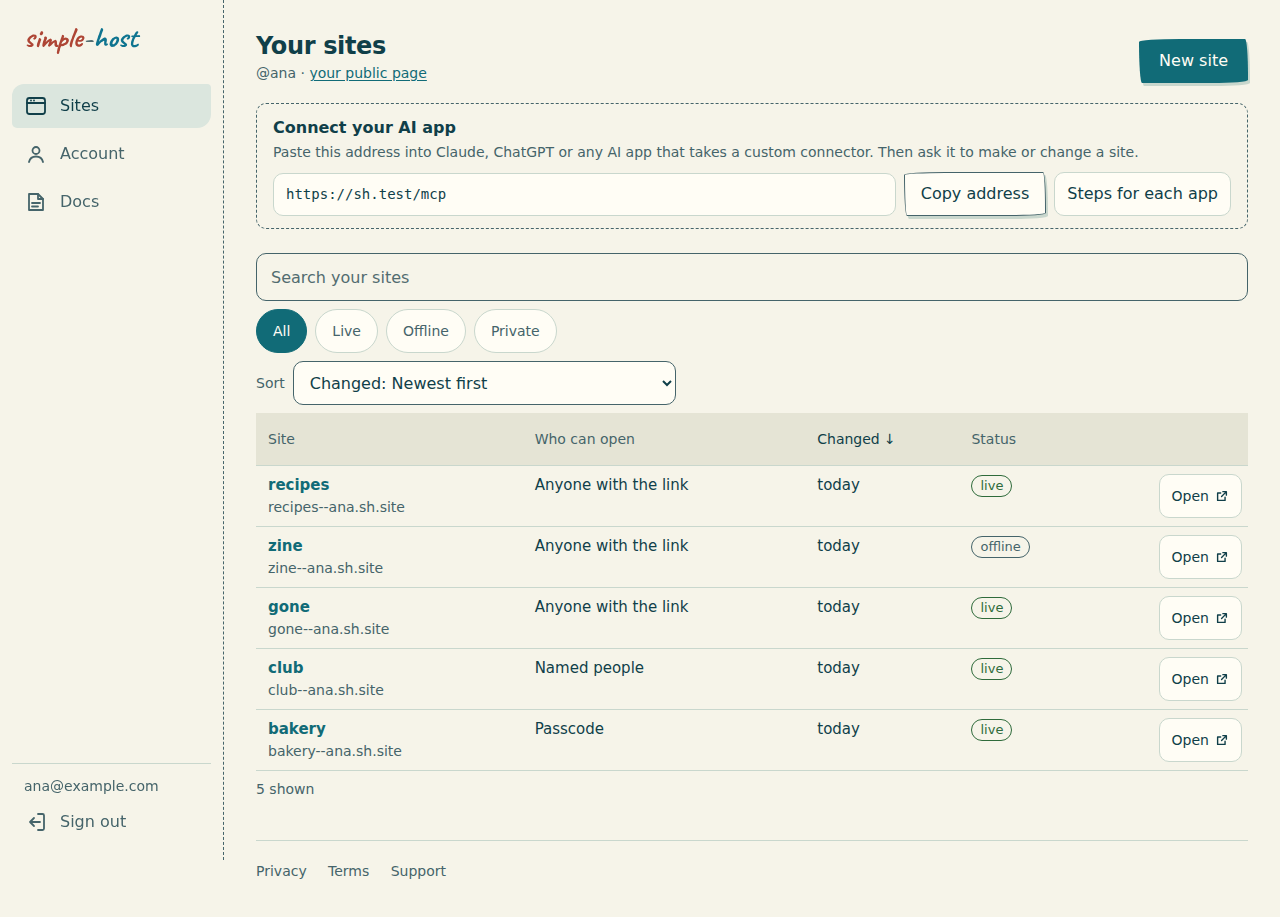 simple-host
Sites
Account
Docs
ana@example.com
Sign out
Your sites
@ana · your public page
New site
Connect your AI app
Paste this address into Claude, ChatGPT or any AI app that takes a custom connector. Then ask it to make or change a site.
https://sh.test/mcp
Copy address
Steps for each app
Search your sites
All Live Offline Private
Sort Changed: Newest first
Site Who can open Changed ↓ Status
recipes Anyone with the link today live Open
recipes--ana.sh.site
zine Anyone with the link today offline Open
zine--ana.sh.site
gone Anyone with the link today live Open
gone--ana.sh.site
club Named people today live Open
club--ana.sh.site
bakery Passcode today live Open
bakery--ana.sh.site
5 shown
Privacy Terms Support